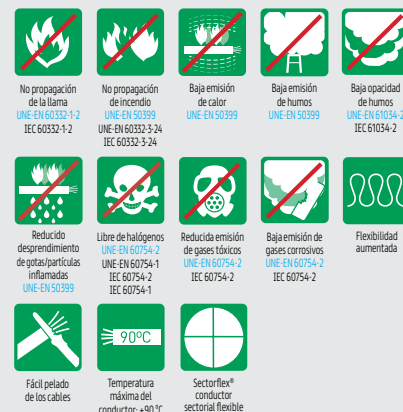 No propagación
de la llama
UNE-EN 60332-1-2
IEC 60332-1-2
No propagación
de incendio
UNE-EN 50399
UNE-EN 60332-3-24
IEC 60332-3-24
Baja emisión
de calor
UNE-EN 50399
Baja emisión
de humos
UNE-EN 50399
Baja opacidad
de humos
UNE-EN 61034-2
IEC 61034-2
Reducido
desprendimiento
de gotas/partículas
inflamadas
UNE-EN 50399
Libre de halógenos
UNE-EN 60754-2
UNE-EN 60754-1
IEC 60754-2
IEC 60754-1
Reducida emisión
de gases tóxicos
UNE-EN 60754-2
IEC 60754-2
Baja emisión de
gases corrosivos
UNE-EN 60754-2
IEC 60754-2
Flexibilidad
aumentada
Fácil pelado
de los cables
90ºC
Temperatura
máxima del
conductor: +90 ºC
Sectorflex®
conductor
sectorial flexible